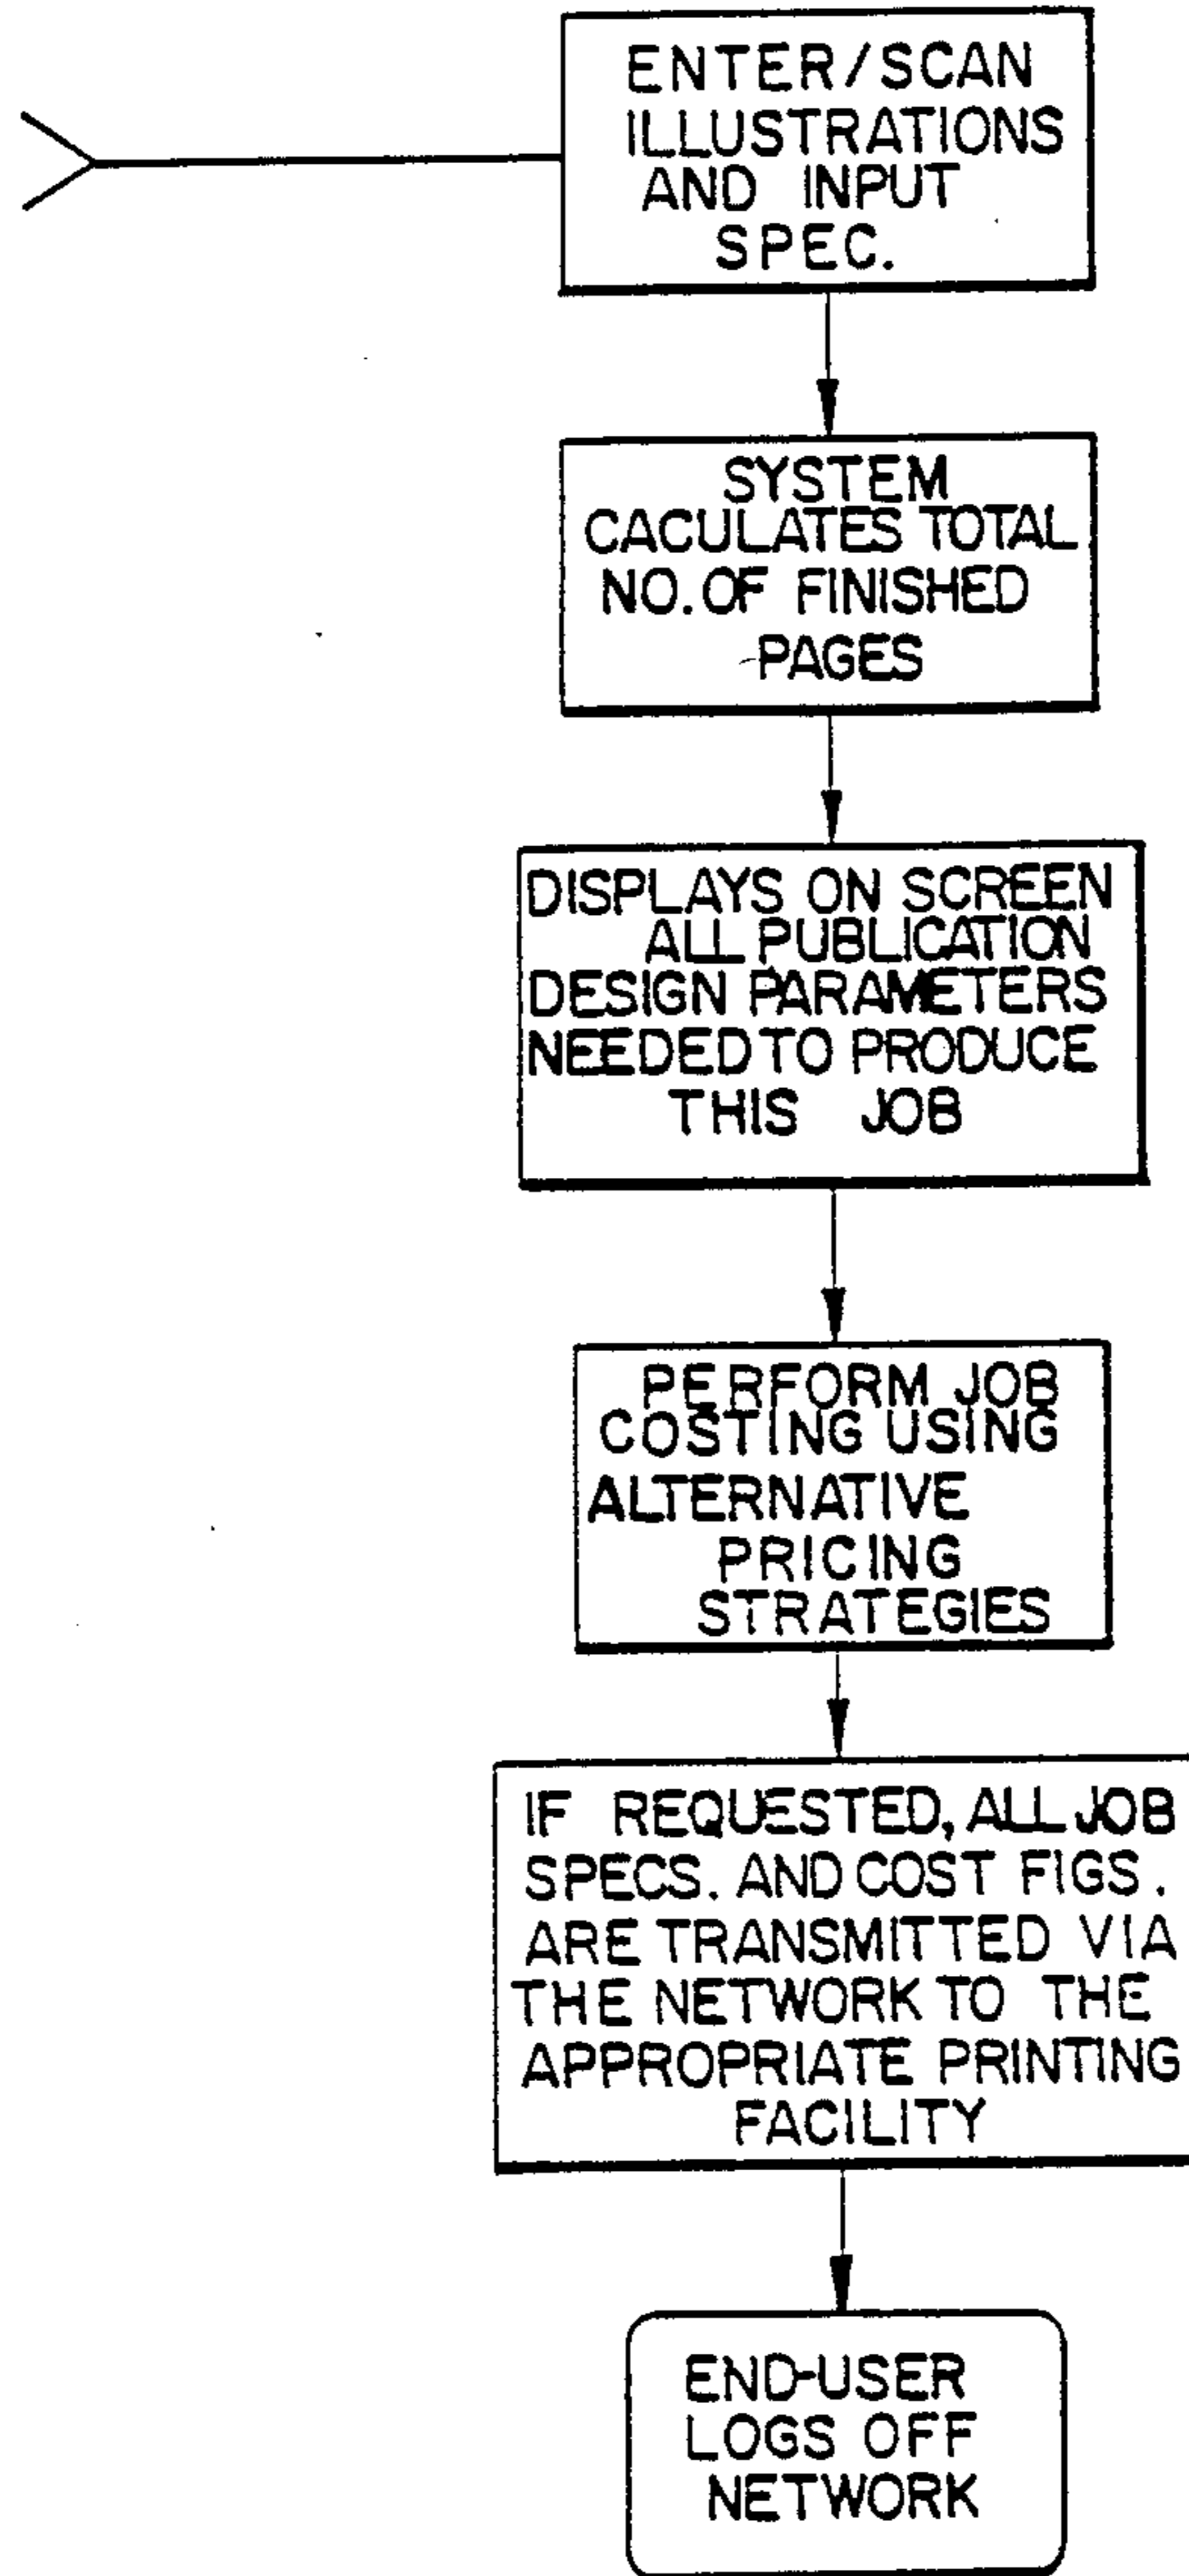 ENTER/SCAN
ILLUSTRATIONS
AND INPUT
SPEC.
SYSTEM
CACULATES TOTAL
NO. OF FINISHED
PAGES
DISPLAYS ON SCREEN
ALL PUBLICATION
DESIGN PARAMETERS
NEEDED TO PRODUCE
THIS JOB
PERFORM JOB
COSTING USING
ALTERNATIVE
PRICING
STRATEGIES
IF REQUESTED, ALL JOB
SPECS. AND COST FIGS.
ARE TRANSMITTED VIA
THE NETWORK TO THE
APPROPRIATE PRINTING
FACILITY
END-USER
LOGS OFF
NETWORK